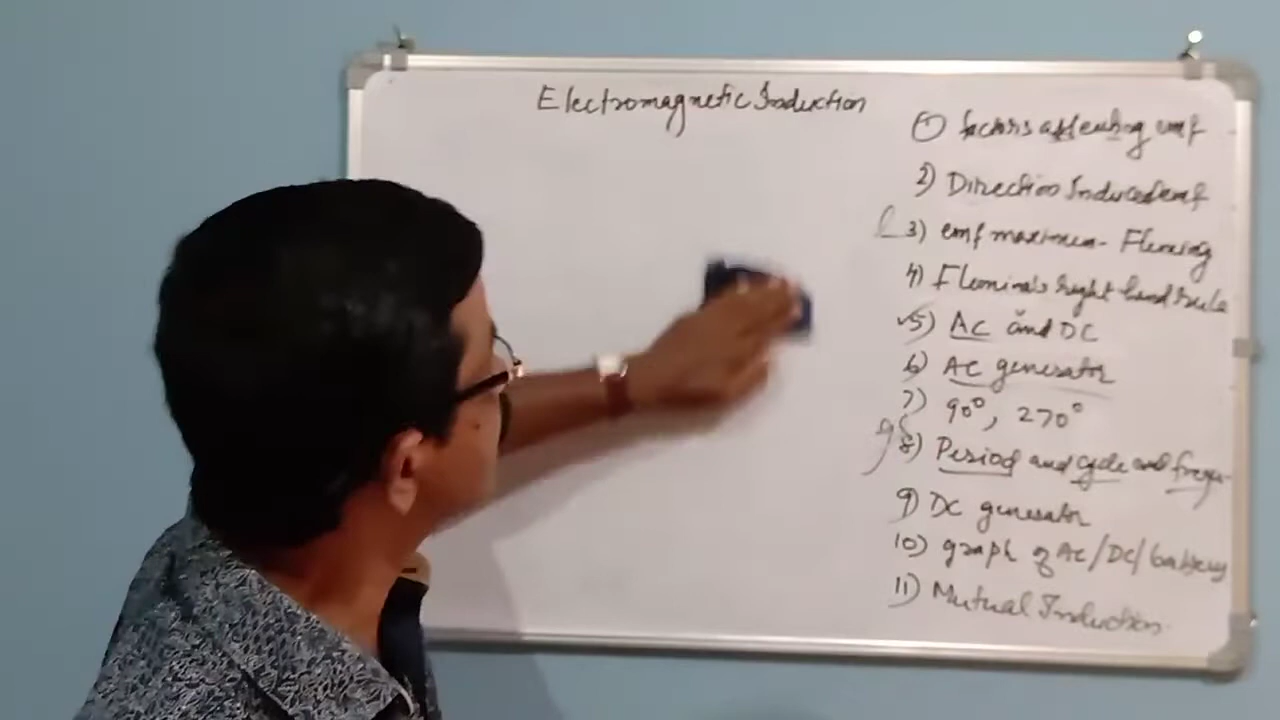 Electromagnetic Induction
1) factors affecting emf
2) Direction Induced emf
3) emf maximum - Fleming
4) Fleming's right hand rule
5) AC and DC
6) AC generator
7) 90°, 270°
8) Period and cycle and frequ-
9) DC generator
10) graph of AC/DC/battery
11) Mutual Induction